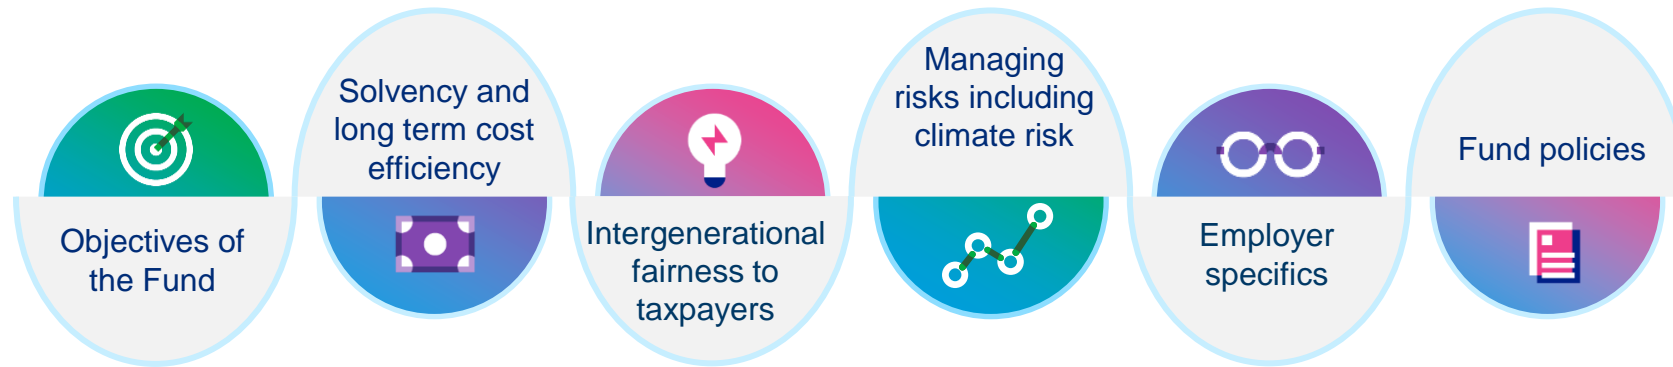 Objectives of
the Fund
Solvency and
long term cost
efficiency
Intergenerational
fairness to
taxpayers
Managing
risks including
climate risk
Employer
specifics
Fund policies